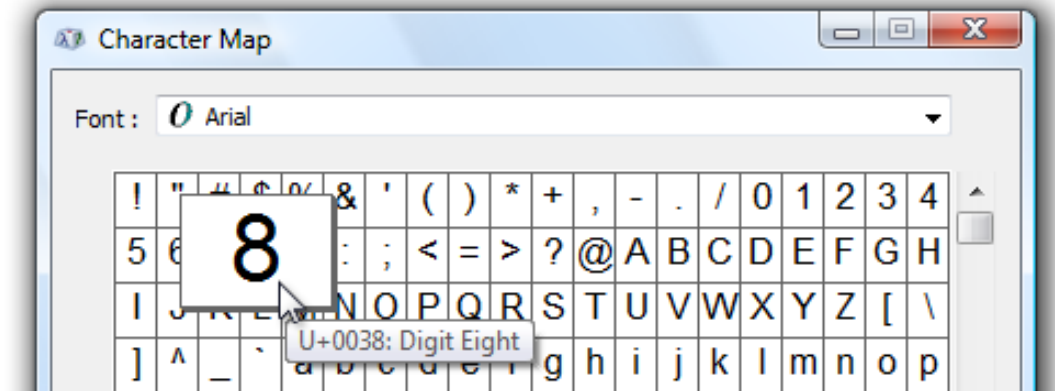 Character Map
Font : O Arial
! " # $ % & ' ( ) * + , - . / 0 1 2 3 4
5 6 8 : ; < = > ? @ A B C D E F G H
I J K L M N O P Q R S T U V W X Y Z [ \
U+0038: Digit Eight
] ^ _ ` a b c d e f g h i j k l m n o p